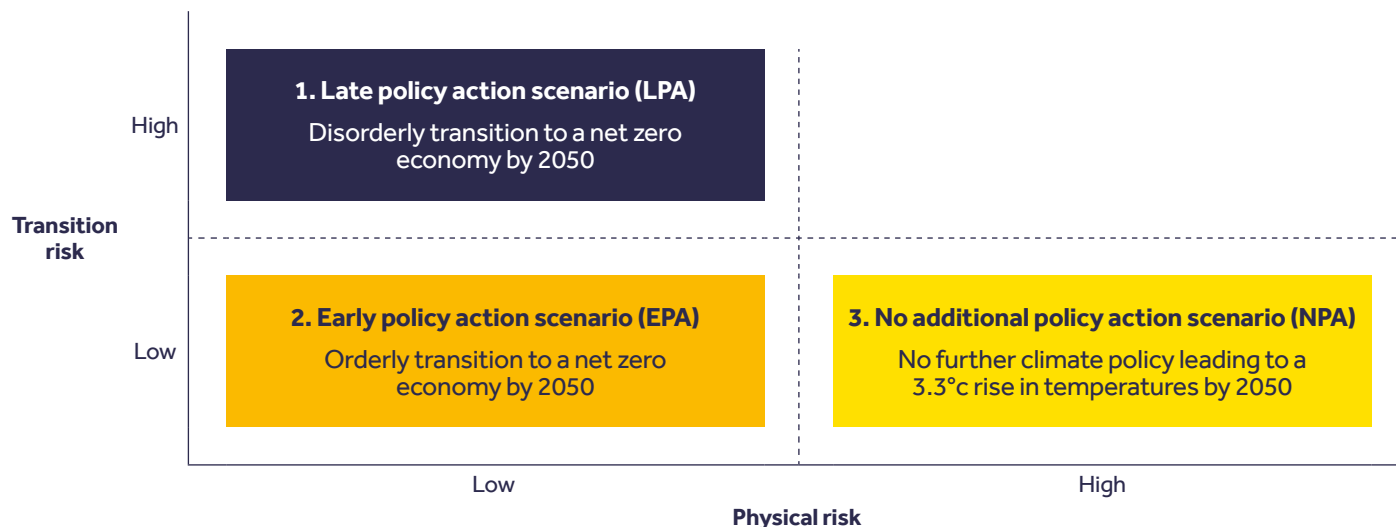 High
1. Late policy action scenario (LPA)
Disorderly transition to a net zero
economy by 2050
Transition
risk
Low
2. Early policy action scenario (EPA)
Orderly transition to a net zero
economy by 2050
3. No additional policy action scenario (NPA)
No further climate policy leading to a
3.3°c rise in temperatures by 2050
Low
High
Physical risk